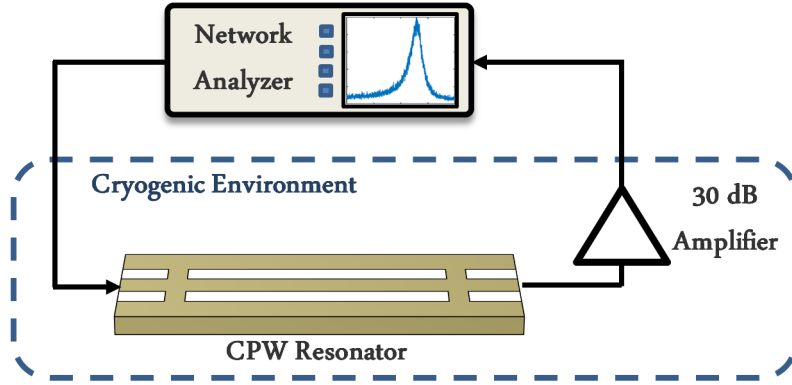 Network
Analyzer
Cryogenic Environment
30 dB
Amplifier
CPW Resonator